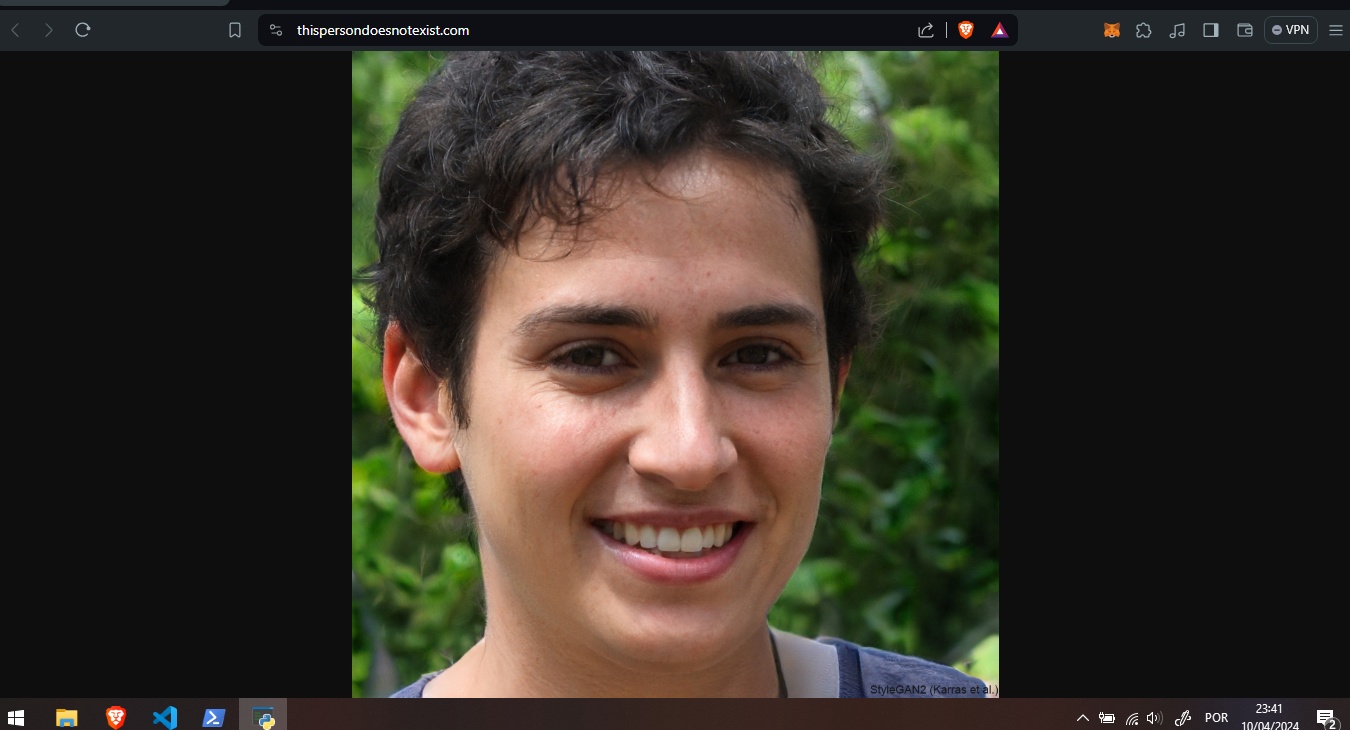 thispersondoesnotexist.com
VPN
StyleGAN2 (Karras et al.)
POR
23:41
10/04/2024
2